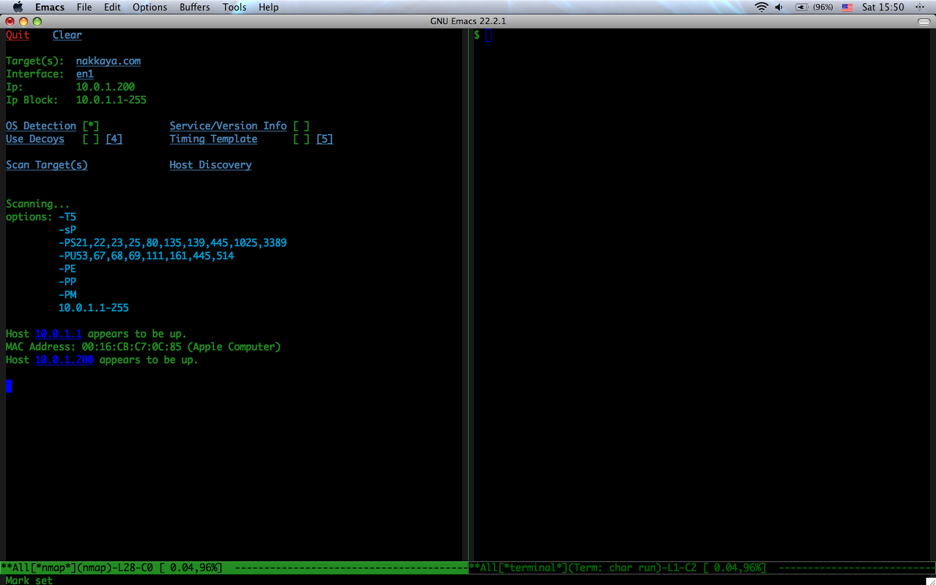 Emacs File Edit Options Buffers Tools Help (96%) Sat 15:50
GNU Emacs 22.2.1
Quit Clear
Target(s): nakkaya.com
Interface: en1
Ip: 10.0.1.200
Ip Block: 10.0.1.1-255
OS Detection [*] Service/Version Info [ ]
Use Decoys [ ] [4] Timing Template [ ] [5]
Scan Target(s) Host Discovery
Scanning...
options: -T5
-sP
-PS21,22,23,25,80,135,139,445,1025,3389
-PU53,67,68,69,111,161,445,514
-PE
-PP
-PM
10.0.1.1-255
Host 10.0.1.1 appears to be up.
MAC Address: 00:16:CB:C7:0C:85 (Apple Computer)
Host 10.0.1.200 appears to be up.
**All[*nmap*](nmap)-L28-C0 [ 0.04,96%] ------------------------------------
Mark set
$
**All[*terminal*](Term: char run)-L1-C2 [ 0.04,96%] ---------------------------